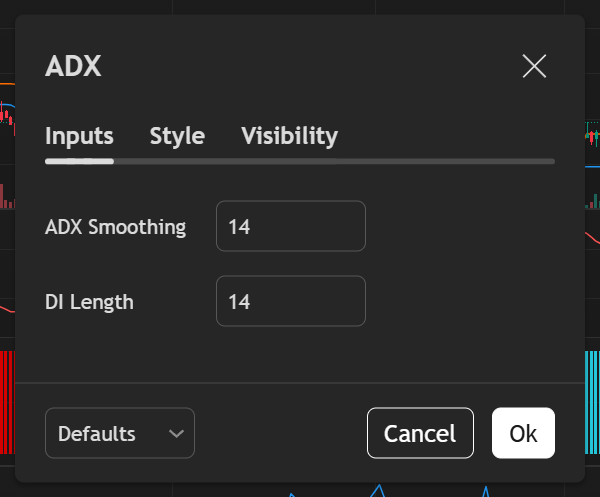 ADX
Inputs Style Visibility
ADX Smoothing 14
DI Length 14
Defaults Cancel Ok